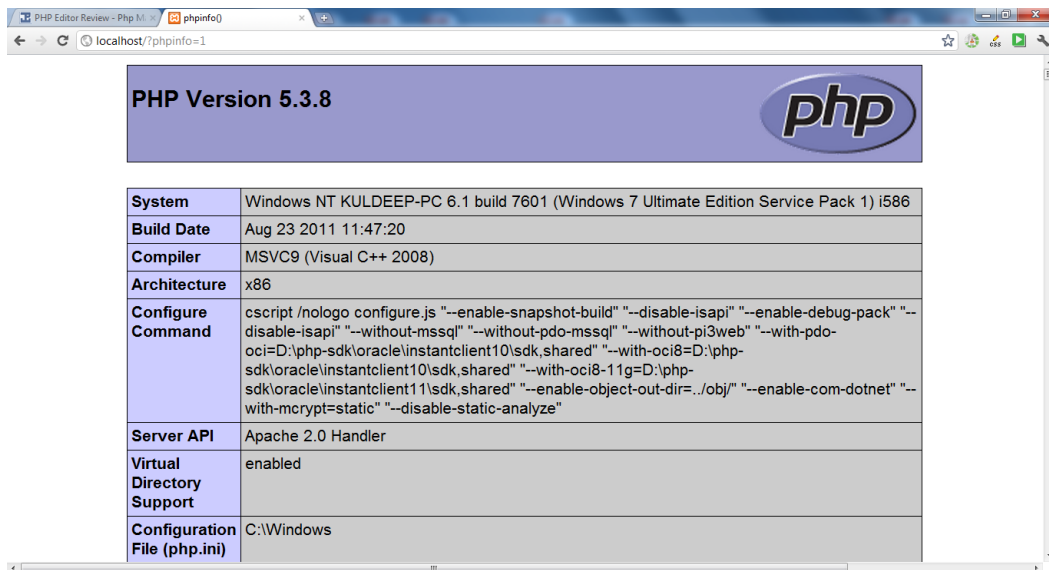 PHP Editor Review - Php M
phpinfo()
localhost/?phpinfo=1
css
PHP Version 5.3.8
php
System Windows NT KULDEEP-PC 6.1 build 7601 (Windows 7 Ultimate Edition Service Pack 1) i586
Build Date Aug 23 2011 11:47:20
Compiler MSVC9 (Visual C++ 2008)
Architecture x86
Configure cscript /nologo configure.js "--enable-snapshot-build" "--disable-isapi" "--enable-debug-pack" "--
Command disable-isapi" "--without-mssql" "--without-pdo-mssql" "--without-pi3web" "--with-pdo-
oci=D:\php-sdk\oracle\instantclient10\sdk,shared" "--with-oci8=D:\php-
sdk\oracle\instantclient10\sdk,shared" "--with-oci8-11g=D:\php-
sdk\oracle\instantclient11\sdk,shared" "--enable-object-out-dir=../obj/" "--enable-com-dotnet" "--
with-mcrypt=static" "--disable-static-analyze"
Server API Apache 2.0 Handler
Virtual enabled
Directory
Support
Configuration C:\Windows
File (php.ini)